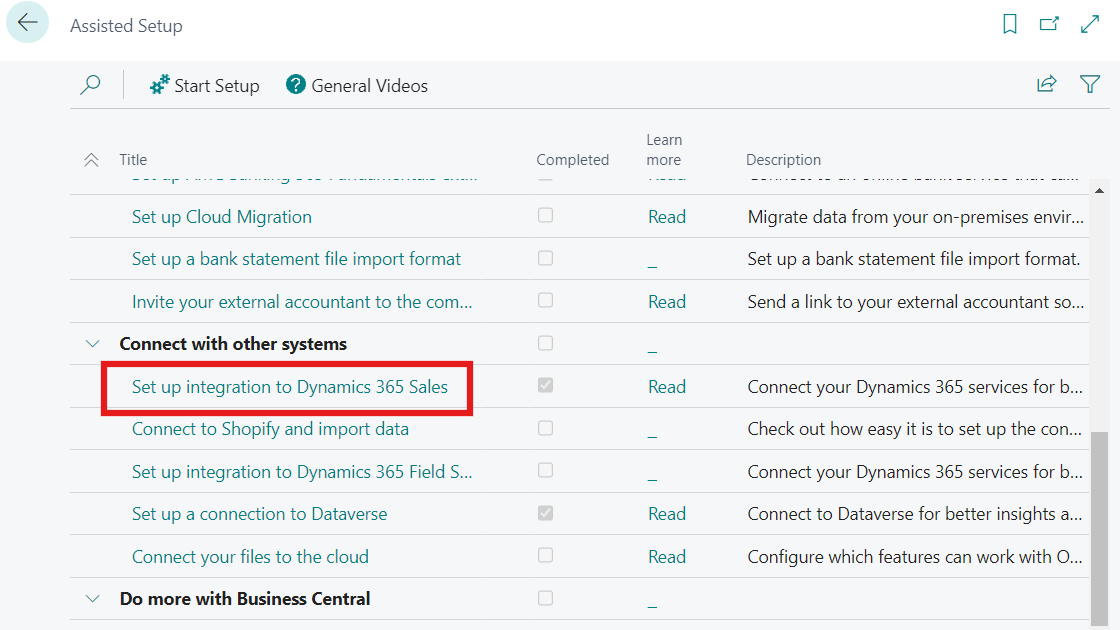 Assisted Setup
Start Setup ? General Videos
Title Completed Learn more Description
Set up Cloud Migration Read Migrate data from your on-premises envir...
Set up a bank statement file import format _ Set up a bank statement file import format.
Invite your external accountant to the com... Read Send a link to your external accountant so...
Connect with other systems _
Set up integration to Dynamics 365 Sales Read Connect your Dynamics 365 services for b...
Connect to Shopify and import data _ Check out how easy it is to set up the con...
Set up integration to Dynamics 365 Field S... _ Connect your Dynamics 365 services for b...
Set up a connection to Dataverse Read Connect to Dataverse for better insights a...
Connect your files to the cloud Read Configure which features can work with O...
Do more with Business Central _